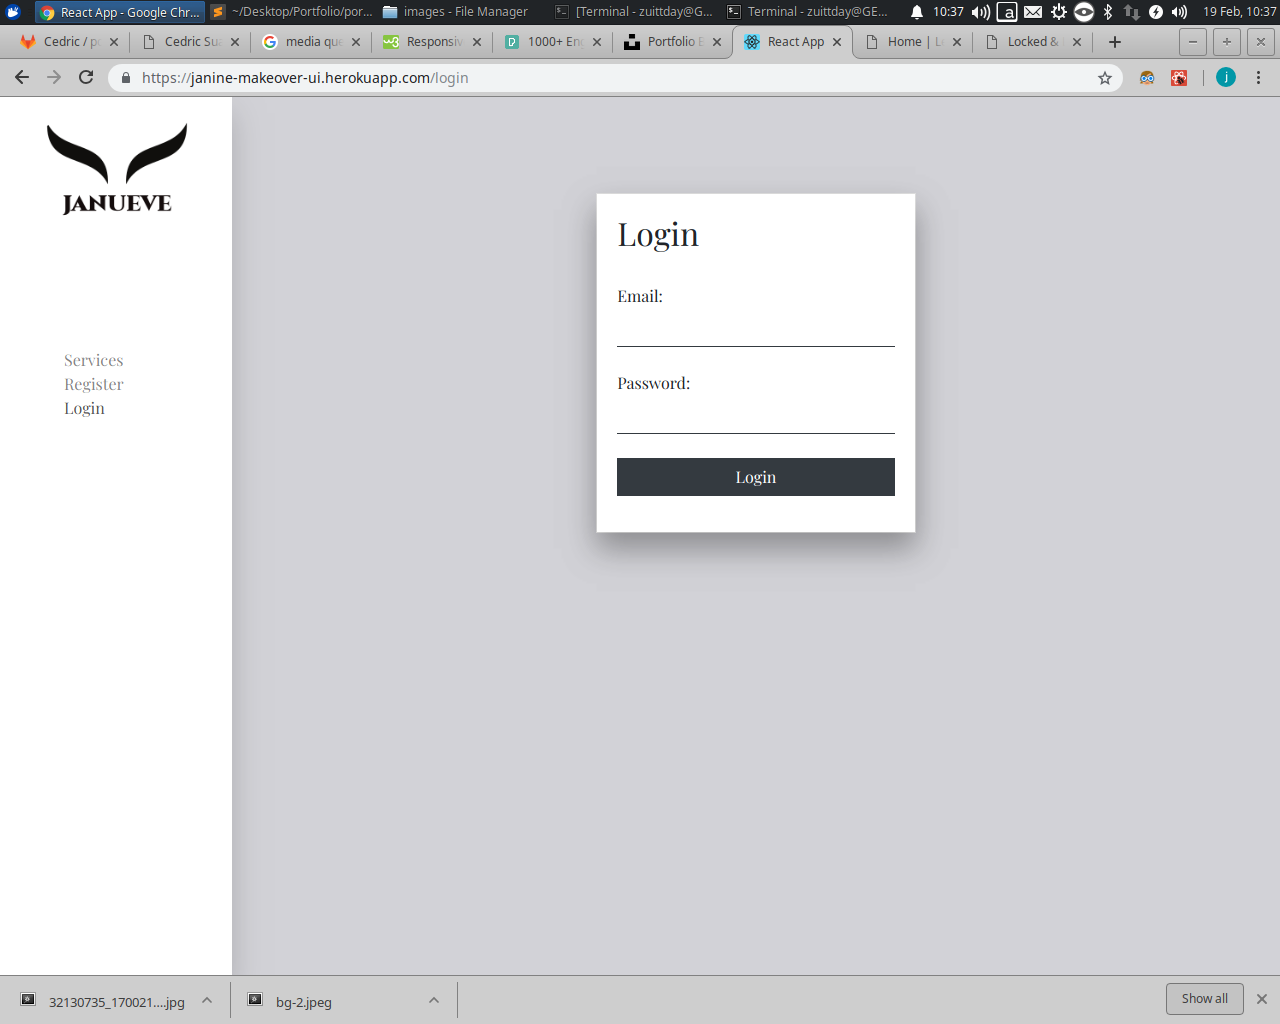 React App - Google Chr...
~/Desktop/Portfolio/por...
images - File Manager
[Terminal - zuittday@G...
Terminal - zuittday@GE...
10:37
a
19 Feb, 10:37
Cedric / p
Cedric Su
media que
Responsiv
1000+ En
Portfolio B
React App
Home | L
Locked &
https://janine-makeover-ui.herokuapp.com/login
j
JANUEVE
Services
Register
Login
Login
Email:
Password:
Login
32130735_170021....jpg
bg-2.jpeg
Show all